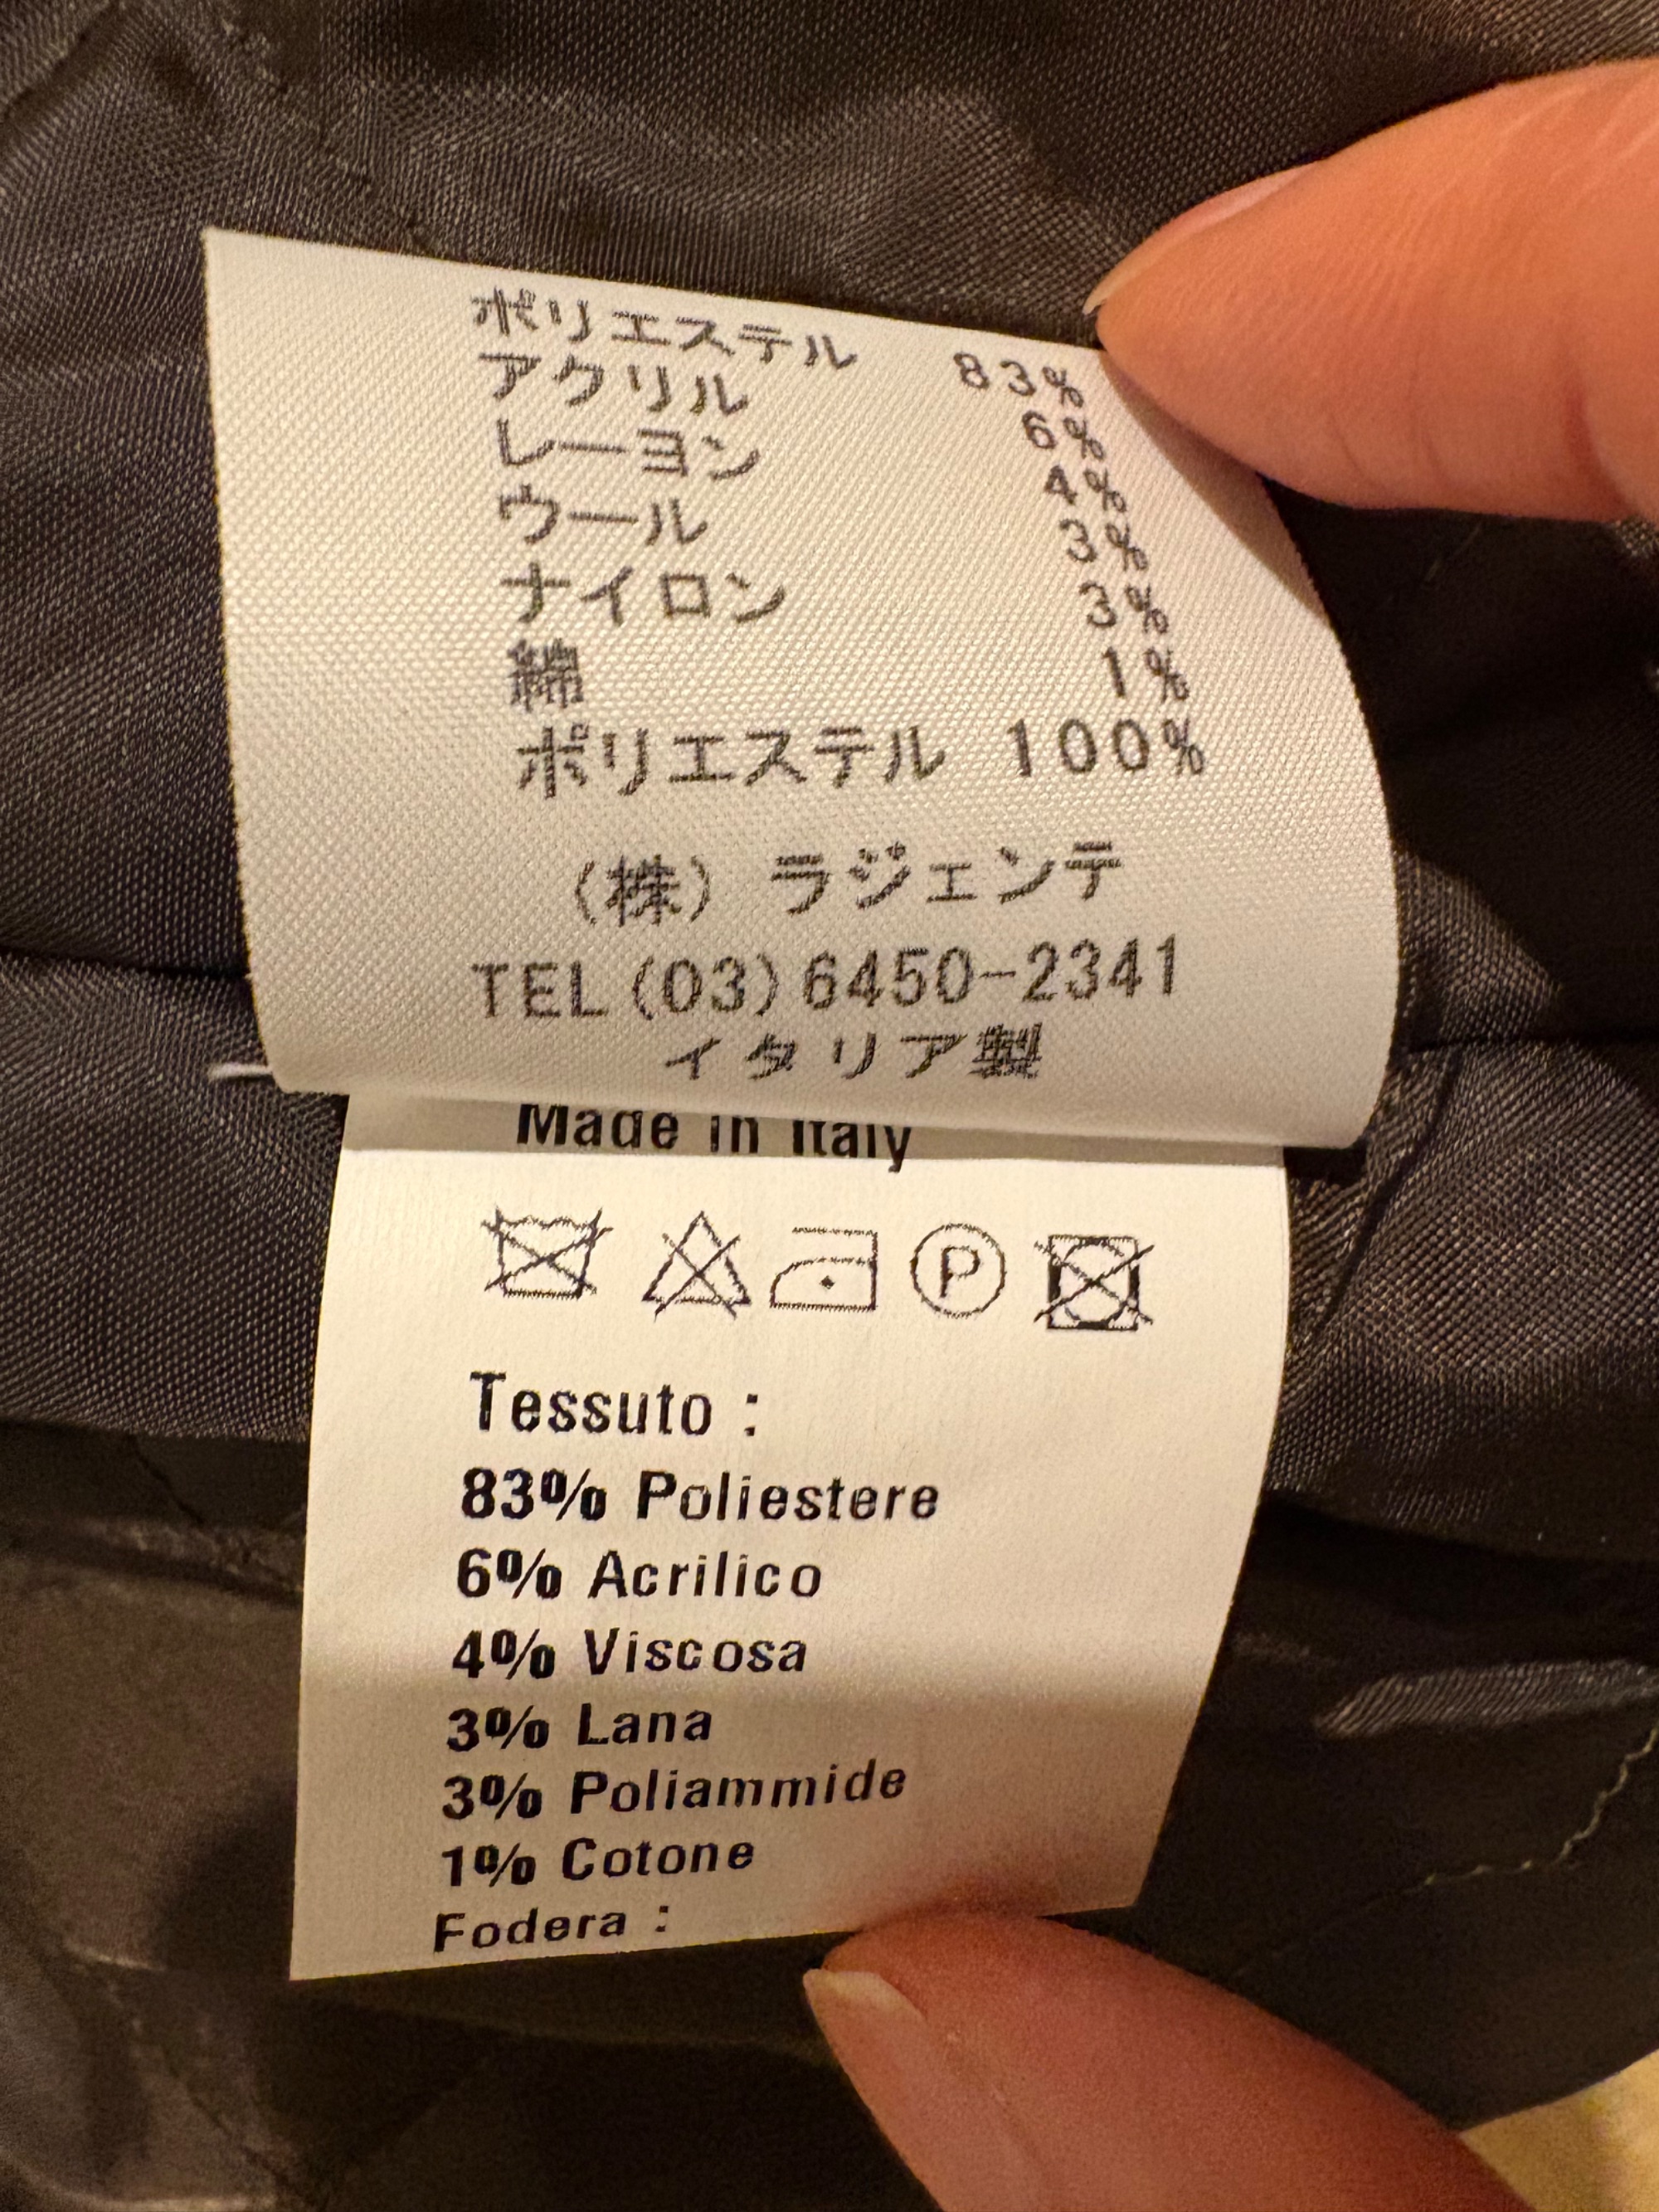 ポリエステル 83%
アクリル 6%
レーヨン 4%
ウール 3%
ナイロン 3%
綿 1%
ポリエステル 100%
(株) ラジェンテ
TEL(03)6450-2341
イタリア製
Made in Italy
P
Tessuto :
83% Poliestere
6% Acrilico
4% Viscosa
3% Lana
3% Poliammide
1% Cotone
Fodera :